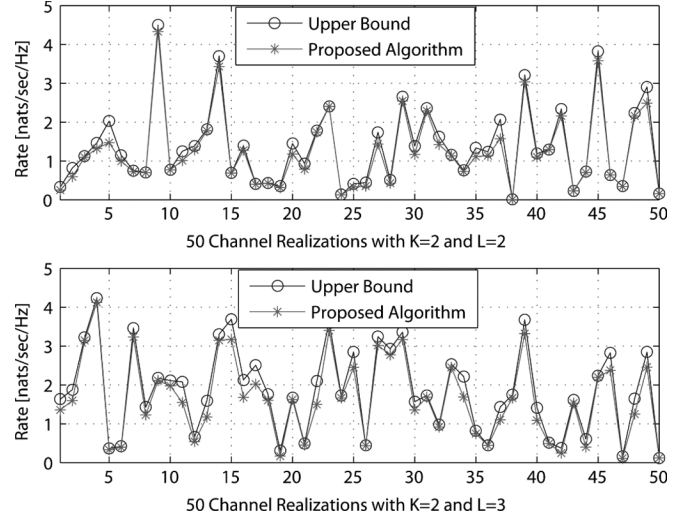 5
4
3
2
1
0
Rate [nats/sec/Hz]
Upper Bound
Proposed Algorithm
5 10 15 20 25 30 35 40 45 50
50 Channel Realizations with K=2 and L=2
5
4
3
2
1
0
Rate [nats/sec/Hz]
Upper Bound
Proposed Algorithm
5 10 15 20 25 30 35 40 45 50
50 Channel Realizations with K=2 and L=3